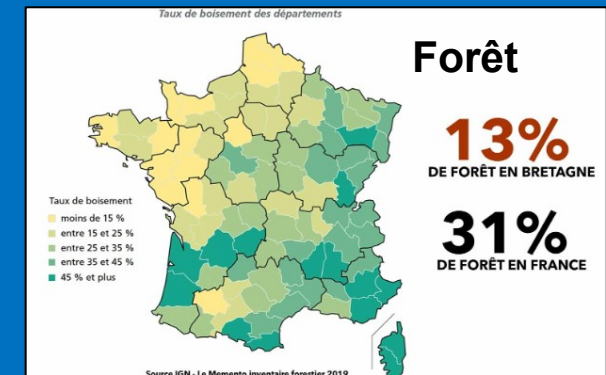 Taux de boisement des départements
Forêt
13%
DE FORÊT EN BRETAGNE
31%
DE FORÊT EN FRANCE
Taux de boisement
moins de 15 %
entre 15 et 25 %
entre 25 et 35 %
entre 35 et 45 %
45 % et plus
Source IGN - Le Memento inventaire forestier 2019